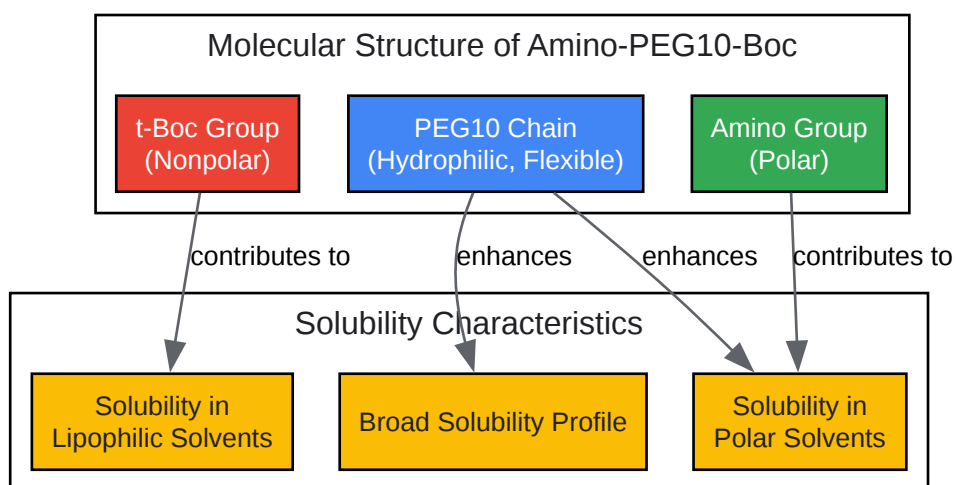 Molecular Structure of Amino-PEG10-Boc
t-Boc Group
(Nonpolar)
PEG10 Chain
(Hydrophilic, Flexible)
Amino Group
(Polar)
contributes to
enhances
enhances
contributes to
Solubility Characteristics
Solubility in
Lipophilic Solvents
Broad Solubility Profile
Solubility in
Polar Solvents